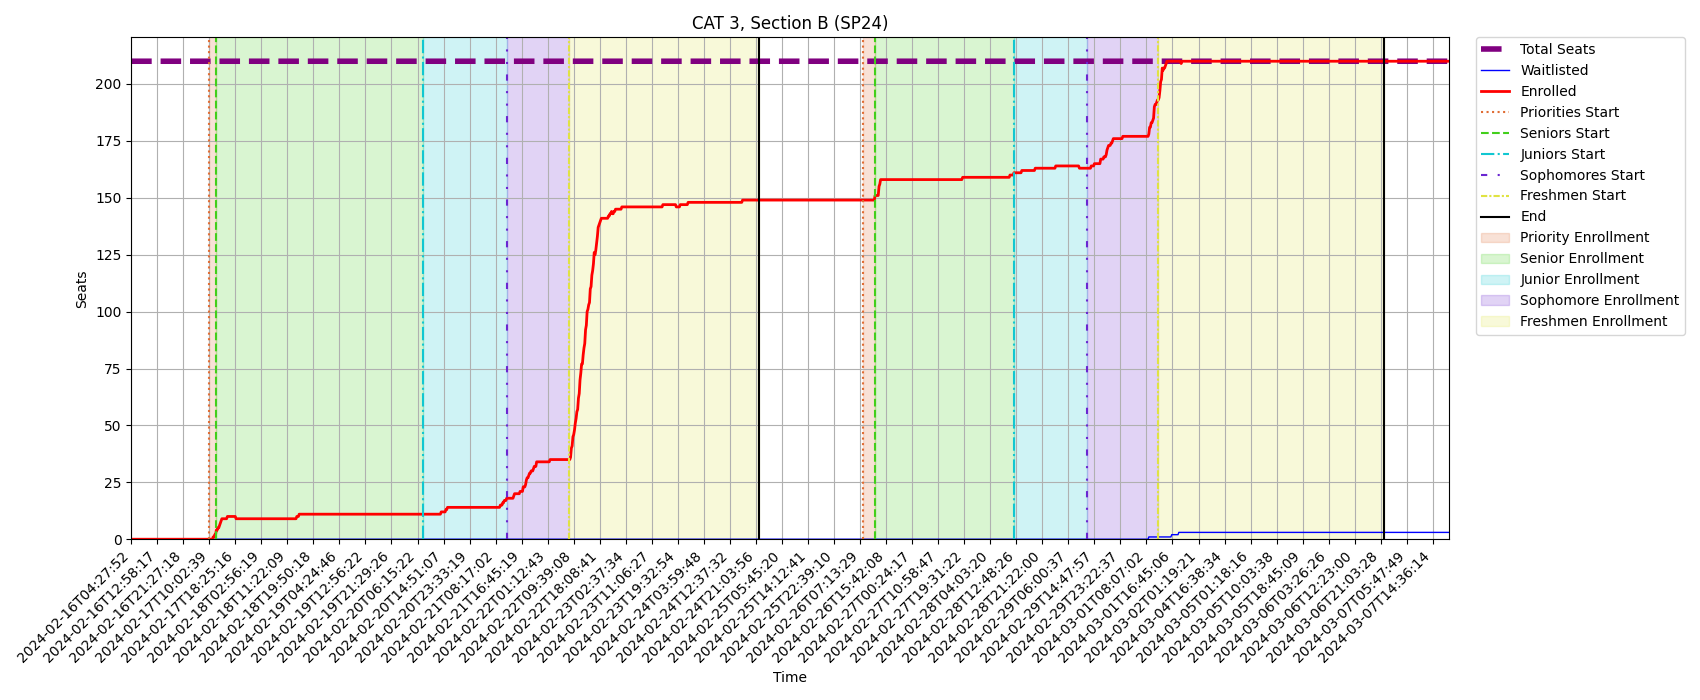 CAT 3, Section B (SP24)
Total Seats
Waitlisted
Enrolled
Priorities Start
Seniors Start
Juniors Start
Sophomores Start
Freshmen Start
End
Priority Enrollment
Senior Enrollment
Junior Enrollment
Sophomore Enrollment
Freshmen Enrollment
Seats
200
175
150
125
100
75
50
25
0
2024-02-16T04:27:52
2024-02-16T12:58:17
2024-02-16T21:27:18
2024-02-17T10:02:39
2024-02-17T18:25:16
2024-02-18T02:56:19
2024-02-18T11:22:09
2024-02-18T19:50:18
2024-02-19T04:24:46
2024-02-19T12:56:22
2024-02-19T21:29:26
2024-02-20T06:15:22
2024-02-20T14:51:07
2024-02-20T23:33:19
2024-02-21T08:17:02
2024-02-21T16:45:19
2024-02-22T01:12:43
2024-02-22T09:39:08
2024-02-22T18:08:41
2024-02-23T02:37:34
2024-02-23T11:06:27
2024-02-23T19:32:54
2024-02-24T03:59:48
2024-02-24T12:37:32
2024-02-24T21:03:56
2024-02-25T05:45:20
2024-02-25T14:12:41
2024-02-25T22:39:10
2024-02-26T07:13:29
2024-02-26T15:42:08
2024-02-27T00:24:17
2024-02-27T10:58:47
2024-02-27T19:31:22
2024-02-28T04:03:20
2024-02-28T12:48:26
2024-02-28T21:22:00
2024-02-29T06:00:37
2024-02-29T14:47:57
2024-02-29T23:22:37
2024-03-01T08:07:02
2024-03-01T16:45:06
2024-03-02T01:19:21
2024-03-04T16:38:34
2024-03-05T01:18:16
2024-03-05T10:03:38
2024-03-05T18:45:09
2024-03-06T03:26:26
2024-03-06T12:23:00
2024-03-06T21:03:28
2024-03-07T05:47:49
2024-03-07T14:36:14
Time